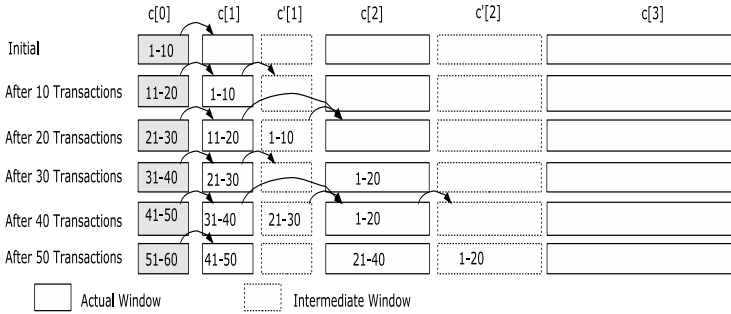 c[0] c[1] c'[1] c[2] c'[2] c[3]
Initial 1-10
After 10 Transactions 11-20 1-10
After 20 Transactions 21-30 11-20 1-10
After 30 Transactions 31-40 21-30 1-20
After 40 Transactions 41-50 31-40 21-30 1-20
After 50 Transactions 51-60 41-50 21-40 1-20
Actual Window Intermediate Window